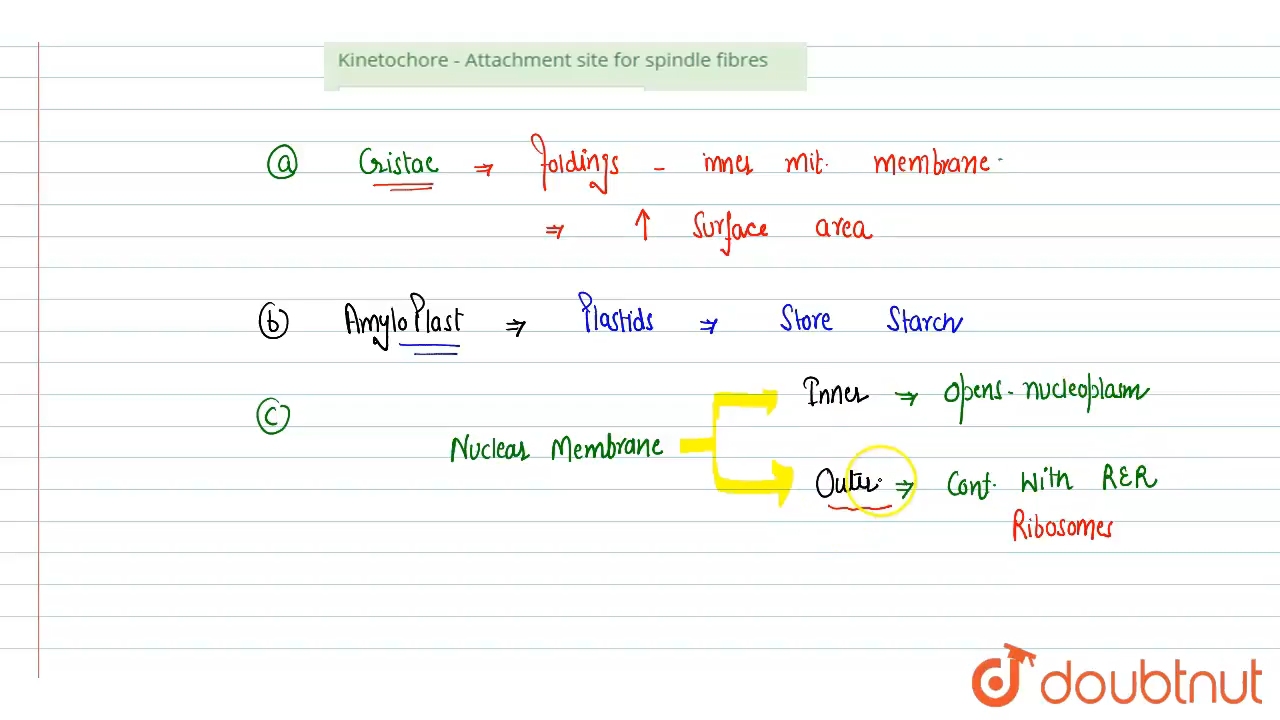 Kinetochore - Attachment site for spindle fibres
(a) Cristae ⇒ Foldings - inner mit. membrane.
⇒ ↑ Surface area
(b) AmyloPlast ⇒ Plastids ⇒ Store Starch
(c)
Inner ⇒ Opens - nucleoplasm
Nuclear Membrane
Outer. ⇒ Cont. With RER
Ribosomes
doubtnut